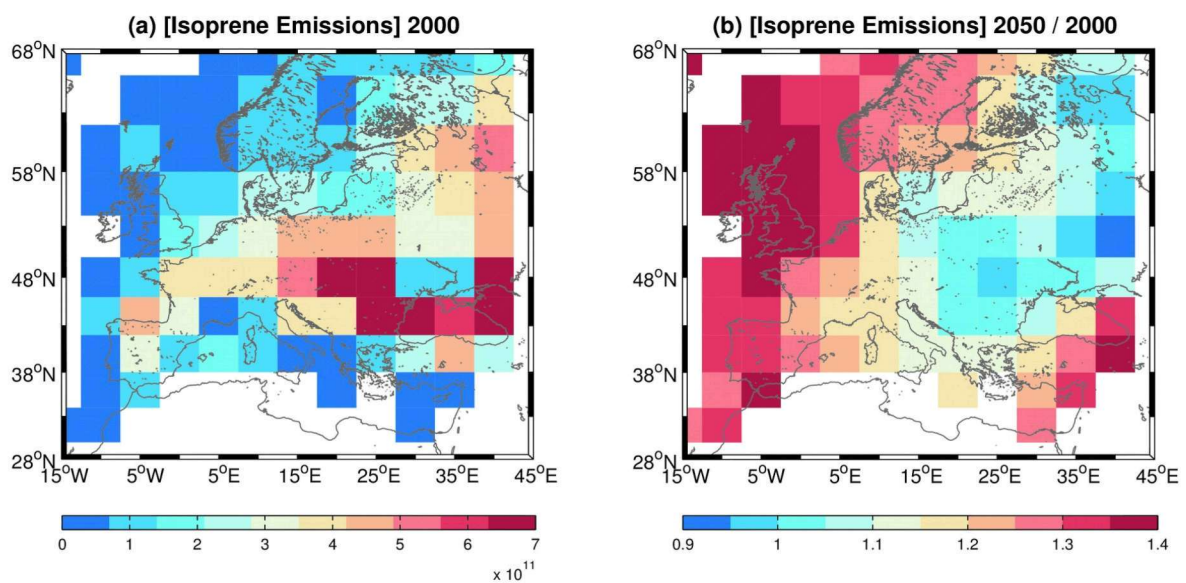 (a) [Isoprene Emissions] 2000
68°N
58°N
48°N
38°N
28°N
15°W 5°W 5°E 15°E 25°E 35°E 45°E
0 1 2 3 4 5 6 7
x 10¹¹
(b) [Isoprene Emissions] 2050 / 2000
68°N
58°N
48°N
38°N
28°N
15°W 5°W 5°E 15°E 25°E 35°E 45°E
0.9 1 1.1 1.2 1.3 1.4